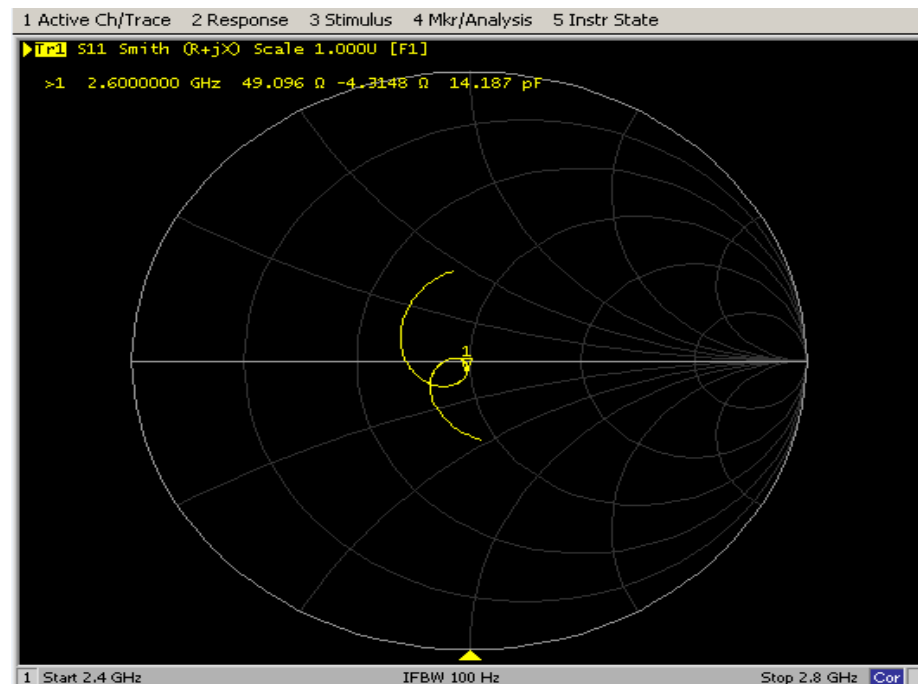 1 Active Ch/Trace 2 Response 3 Stimulus 4 Mkr/Analysis 5 Instr State
Tr1 S11 Smith (R+jX) Scale 1.000U [F1]
>1 2.6000000 GHz 49.096 Ω -4.3148 Ω 14.187 pF
1
1 Start 2.4 GHz IFBW 100 Hz Stop 2.8 GHz Cor